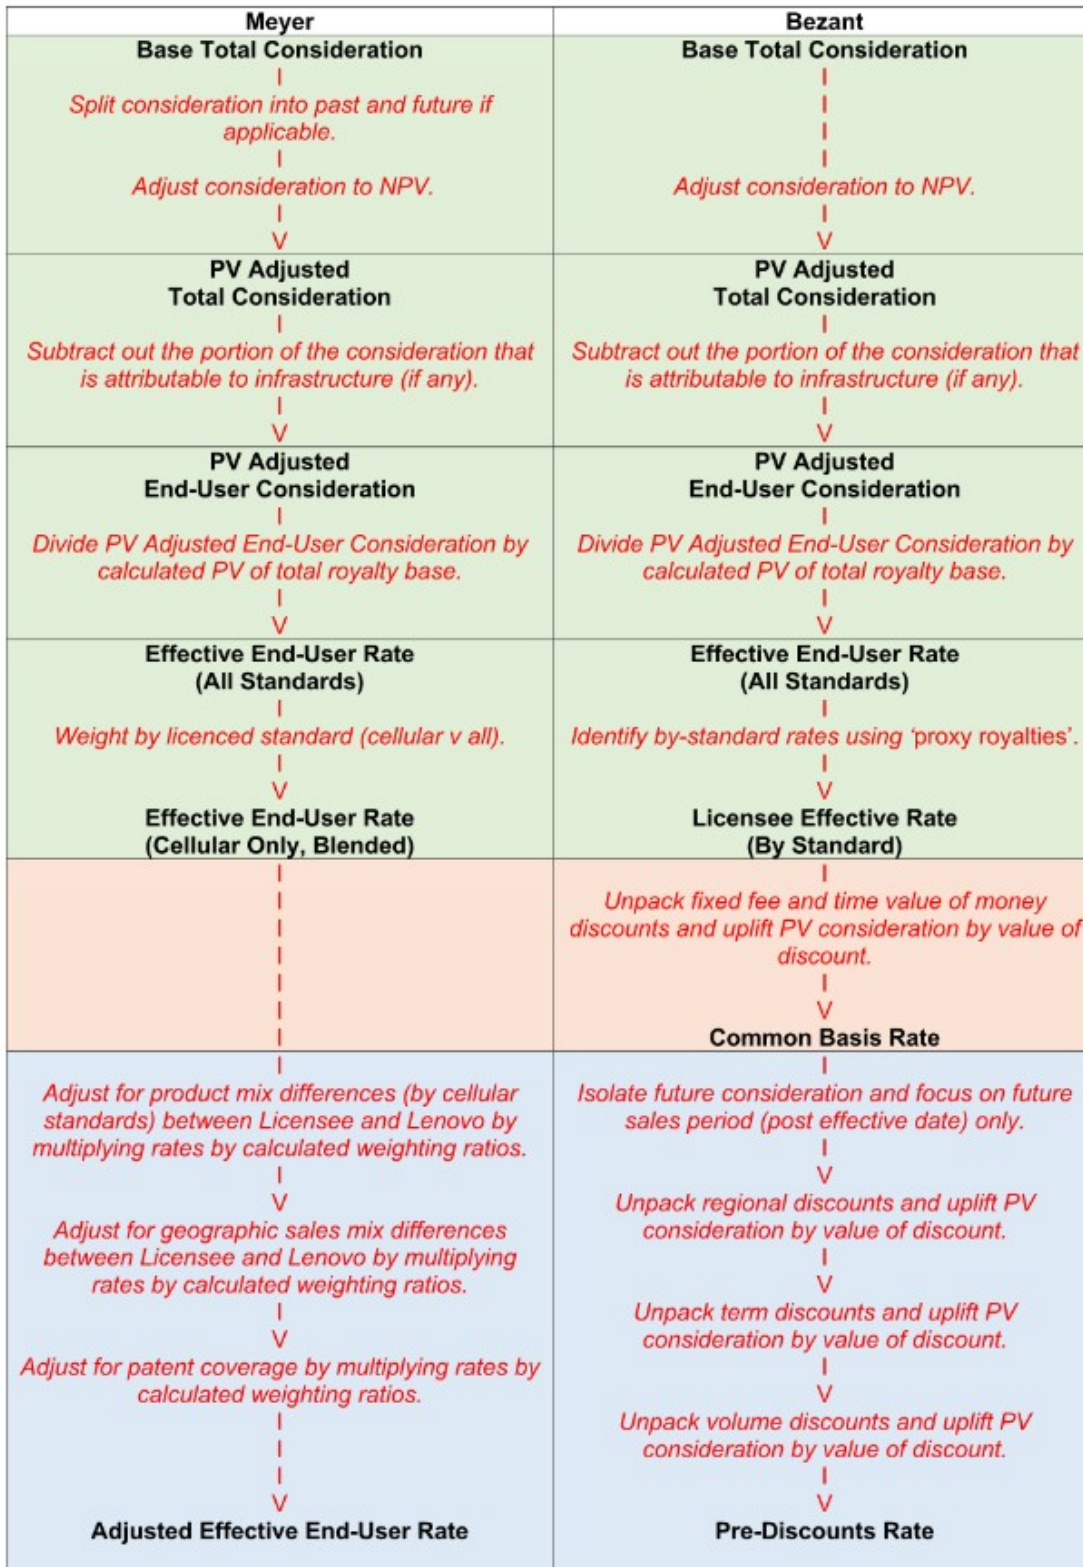 Meyer
Base Total Consideration
Split consideration into past and future if
applicable.
Adjust consideration to NPV.
V
PV Adjusted
Total Consideration
Subtract out the portion of the consideration that
is attributable to infrastructure (if any).
V
PV Adjusted
End-User Consideration
Divide PV Adjusted End-User Consideration by
calculated PV of total royalty base.
V
Effective End-User Rate
(All Standards)
Weight by licenced standard (cellular v all).
V
Effective End-User Rate
(Cellular Only, Blended)
Adjust for product mix differences (by cellular
standards) between Licensee and Lenovo by
multiplying rates by calculated weighting ratios.
V
Adjust for geographic sales mix differences
between Licensee and Lenovo by multiplying
rates by calculated weighting ratios.
V
Adjust for patent coverage by multiplying rates by
calculated weighting ratios.
V
Adjusted Effective End-User Rate
Bezant
Base Total Consideration
Adjust consideration to NPV.
V
PV Adjusted
Total Consideration
Subtract out the portion of the consideration that
is attributable to infrastructure (if any).
V
PV Adjusted
End-User Consideration
Divide PV Adjusted End-User Consideration by
calculated PV of total royalty base.
V
Effective End-User Rate
(All Standards)
Identify by-standard rates using ‘proxy royalties’.
V
Licensee Effective Rate
(By Standard)
Unpack fixed fee and time value of money
discounts and uplift PV consideration by value of
discount.
V
Common Basis Rate
Isolate future consideration and focus on future
sales period (post effective date) only.
V
Unpack regional discounts and uplift PV
consideration by value of discount.
V
Unpack term discounts and uplift PV
consideration by value of discount.
V
Unpack volume discounts and uplift PV
consideration by value of discount.
V
Pre-Discounts Rate